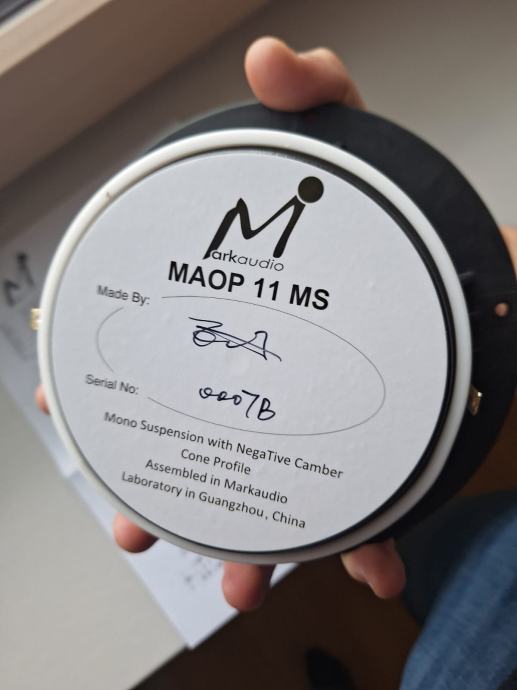 Markaudio
MAOP 11 MS
Made By:
Serial No: 0007B
Mono Suspension with NegaTive Camber
Cone Profile
Assembled in Markaudio
Laboratory in Guangzhou, China